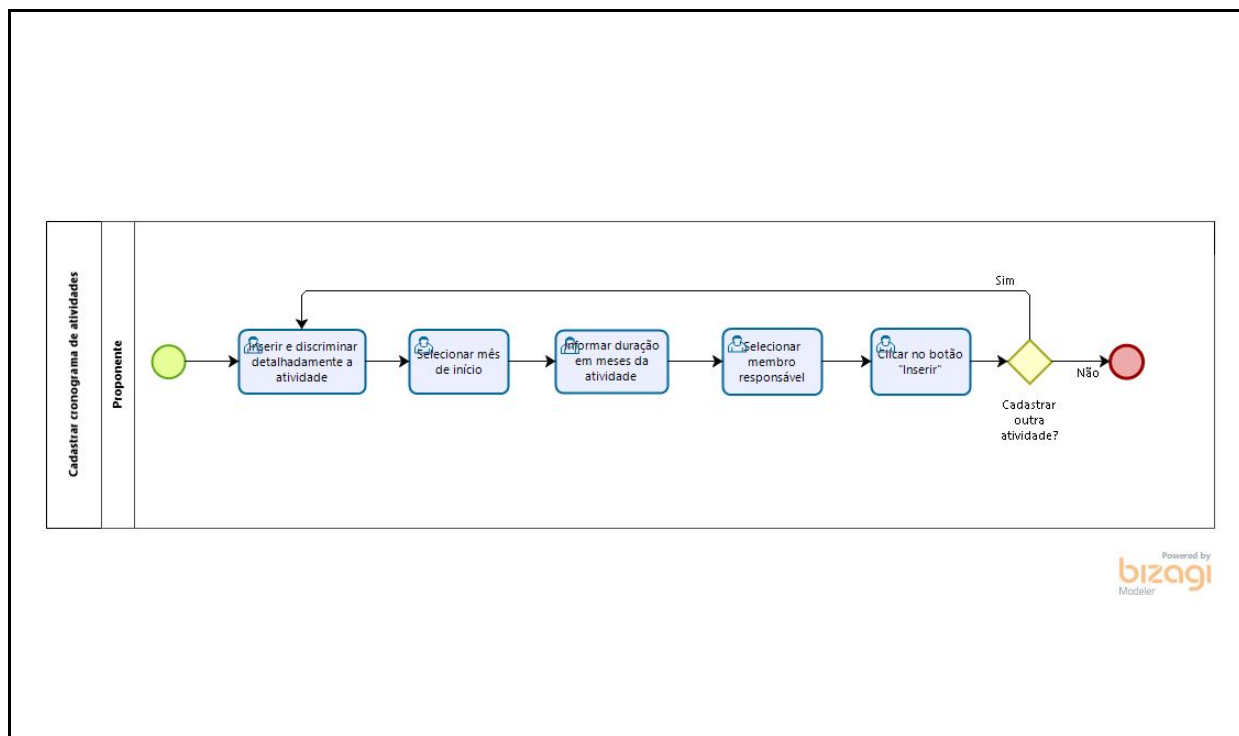 Cadastrar cronograma de atividades
Proponente
Sim
Inserir e discriminar
detalhadamente a
atividade
Selecionar mês
de início
Informar duração
em meses da
atividade
Selecionar
membro
responsável
Clicar no botão
"Inserir"
Não
Cadastrar
outra
atividade?
Powered by
bizagi
Modeler